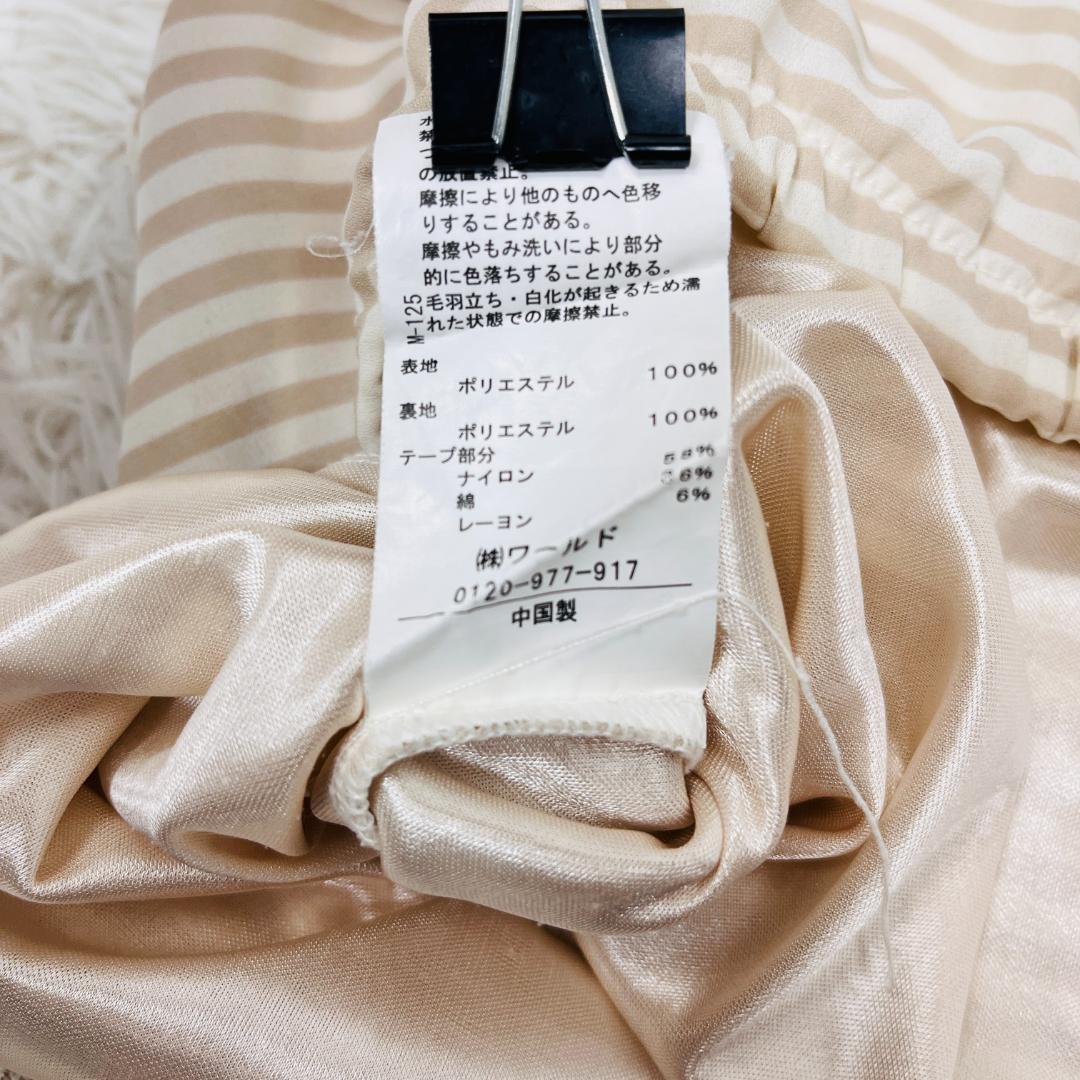 の放置禁止。
摩擦により他のものへ色移
りすることがある。
摩擦やもみ洗いにより部分
的に色落ちすることがある。
毛羽立ち・白化が起きるため濡
れた状態での摩擦禁止。
M-125
表地
ポリエステル 100%
裏地
ポリエステル 100%
テープ部分
ナイロン
綿
レーヨン 6%
㈱ワールド
0120-977-917
中国製